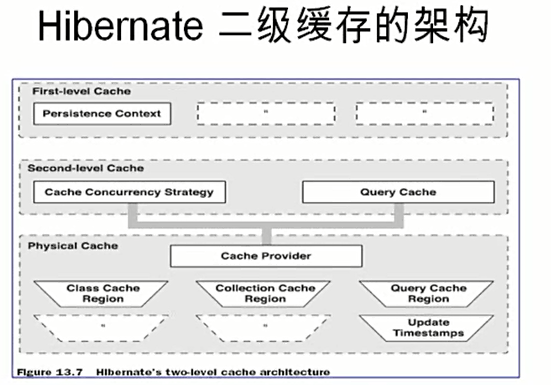 Hibernate 二级缓存的架构
First-level Cache
Persistence Context
"
"
Second-level Cache
Cache Concurrency Strategy
Query Cache
Physical Cache
Cache Provider
Class Cache
Region
Collection Cache
Region
Query Cache
Region
"
"
Update
Timestamps
Figure 13.7 Hibernate's two-level cache architecture